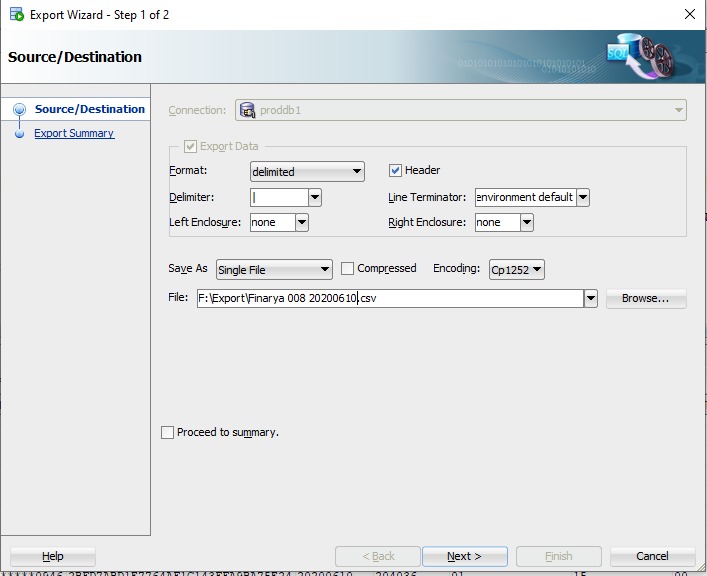 Export Wizard - Step 1 of 2
Source/Destination
SQL
Source/Destination
Export Summary
Connection: proddb1
Export Data
Format: delimited Header
Delimiter: | Line Terminator: environment default
Left Enclosure: none Right Enclosure: none
Save As Single File Compressed Encoding: Cp1252
File: F:\Export\Finarya 008 20200610.csv Browse...
Proceed to summary.
Help < Back Next > Finish Cancel